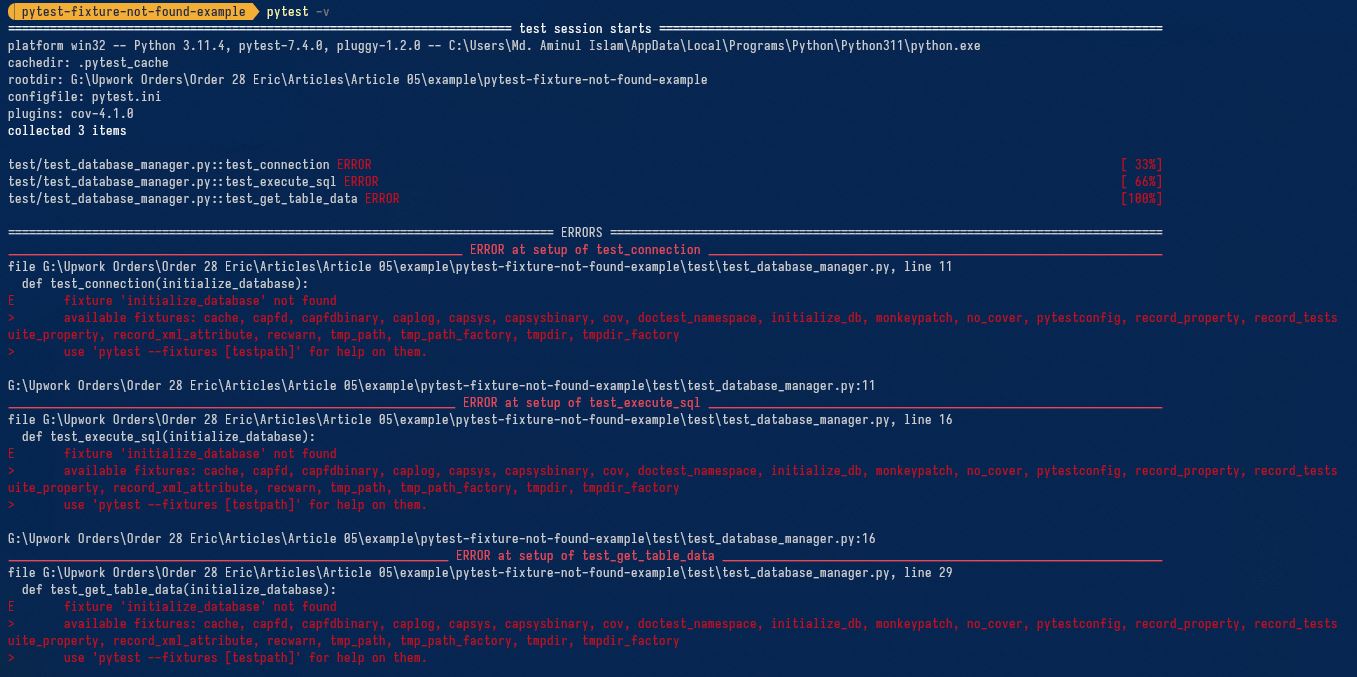 pytest-fixture-not-found-example pytest -v
test session starts
platform win32 -- Python 3.11.4, pytest-7.4.0, pluggy-1.2.0 -- C:\Users\Md. Aminul Islam\AppData\Local\Programs\Python\Python311\python.exe
cachedir: .pytest_cache
rootdir: G:\Upwork Orders\Order 28 Eric\Articles\Article 05\example\pytest-fixture-not-found-example
configfile: pytest.ini
plugins: cov-4.1.0
collected 3 items
test/test_database_manager.py::test_connection ERROR [ 33%]
test/test_database_manager.py::test_execute_sql ERROR [ 66%]
test/test_database_manager.py::test_get_table_data ERROR [100%]
ERRORS
ERROR at setup of test_connection
file G:\Upwork Orders\Order 28 Eric\Articles\Article 05\example\pytest-fixture-not-found-example\test\test_database_manager.py, line 11
def test_connection(initialize_database):
E fixture 'initialize_database' not found
> available fixtures: cache, capfd, capfdbinary, caplog, capsys, capsysbinary, cov, doctest_namespace, initialize_db, monkeypatch, no_cover, pytestconfig, record_property, record_tests
uite_property, record_xml_attribute, recwarn, tmp_path, tmp_path_factory, tmpdir, tmpdir_factory
> use 'pytest --fixtures [testpath]' for help on them.
G:\Upwork Orders\Order 28 Eric\Articles\Article 05\example\pytest-fixture-not-found-example\test\test_database_manager.py:11
ERROR at setup of test_execute_sql
file G:\Upwork Orders\Order 28 Eric\Articles\Article 05\example\pytest-fixture-not-found-example\test\test_database_manager.py, line 16
def test_execute_sql(initialize_database):
E fixture 'initialize_database' not found
> available fixtures: cache, capfd, capfdbinary, caplog, capsys, capsysbinary, cov, doctest_namespace, initialize_db, monkeypatch, no_cover, pytestconfig, record_property, record_tests
uite_property, record_xml_attribute, recwarn, tmp_path, tmp_path_factory, tmpdir, tmpdir_factory
> use 'pytest --fixtures [testpath]' for help on them.
G:\Upwork Orders\Order 28 Eric\Articles\Article 05\example\pytest-fixture-not-found-example\test\test_database_manager.py:16
ERROR at setup of test_get_table_data
file G:\Upwork Orders\Order 28 Eric\Articles\Article 05\example\pytest-fixture-not-found-example\test\test_database_manager.py, line 29
def test_get_table_data(initialize_database):
E fixture 'initialize_database' not found
> available fixtures: cache, capfd, capfdbinary, caplog, capsys, capsysbinary, cov, doctest_namespace, initialize_db, monkeypatch, no_cover, pytestconfig, record_property, record_tests
uite_property, record_xml_attribute, recwarn, tmp_path, tmp_path_factory, tmpdir, tmpdir_factory
> use 'pytest --fixtures [testpath]' for help on them.